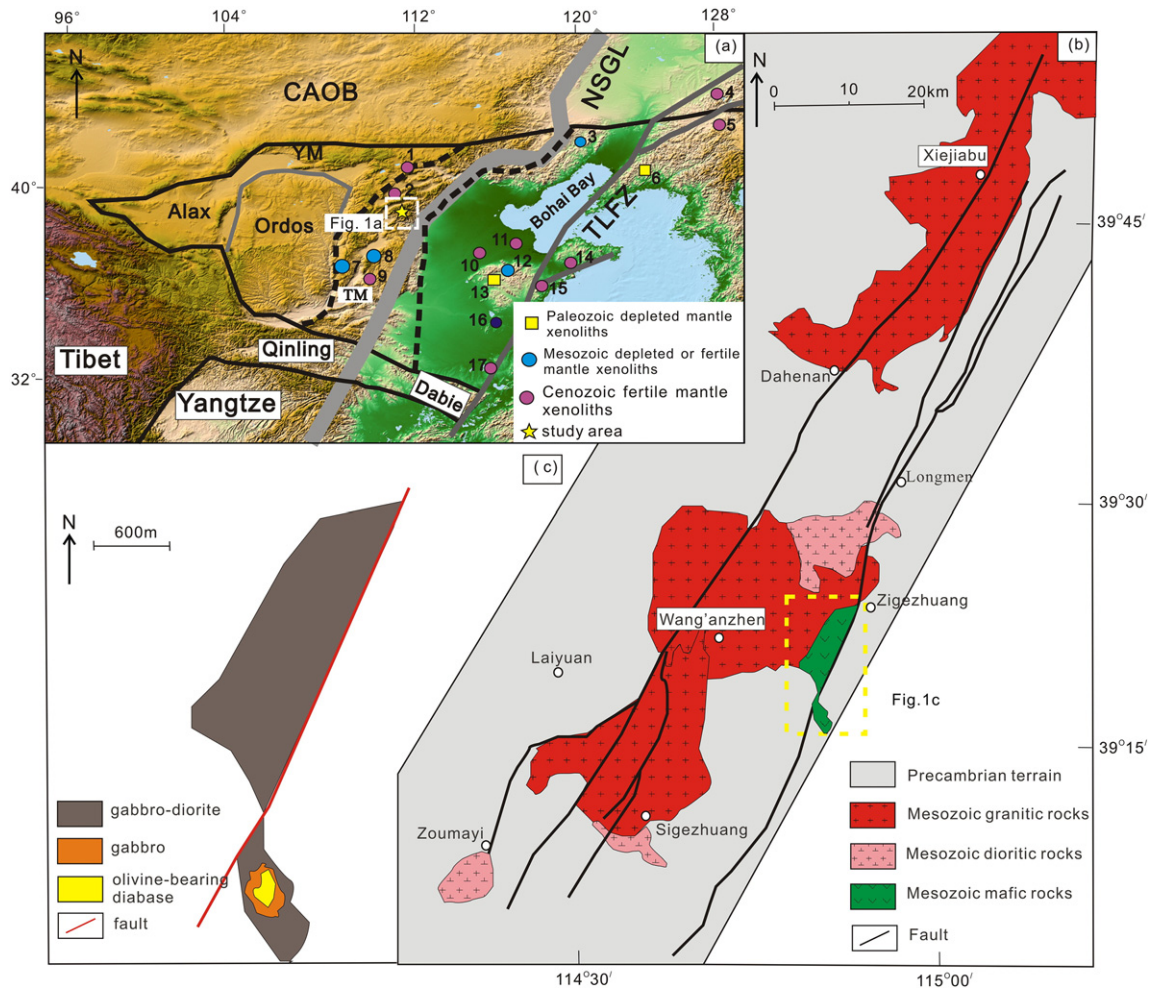 96°
104°
112°
120°
128°
(a)
N
CAOB
NSGL
4
5
3
YM
1
40°
2
6
Alax
Ordos
Fig. 1a
Bohai Bay
TLFZ
11
10
12
14
7
8
9
13
15
TM
16
Paleozoic depleted mantle
xenoliths
Mesozoic depleted or fertile
mantle xenoliths
Cenozoic fertile mantle
xenoliths
study area
Tibet
Qinling
32°
17
Dabie
Yangtze
(b)
N
0
10
20km
Xiejiabu
39°45′
Dahenan
Longmen
39°30′
Zigezhuang
Wang'anzhen
Laiyuan
Fig.1c
39°15′
Sigezhuang
Zoumayi
Precambrian terrain
Mesozoic granitic rocks
Mesozoic dioritic rocks
Mesozoic mafic rocks
Fault
114°30′
115°00′
(c)
N
600m
gabbro-diorite
gabbro
olivine-bearing
diabase
fault